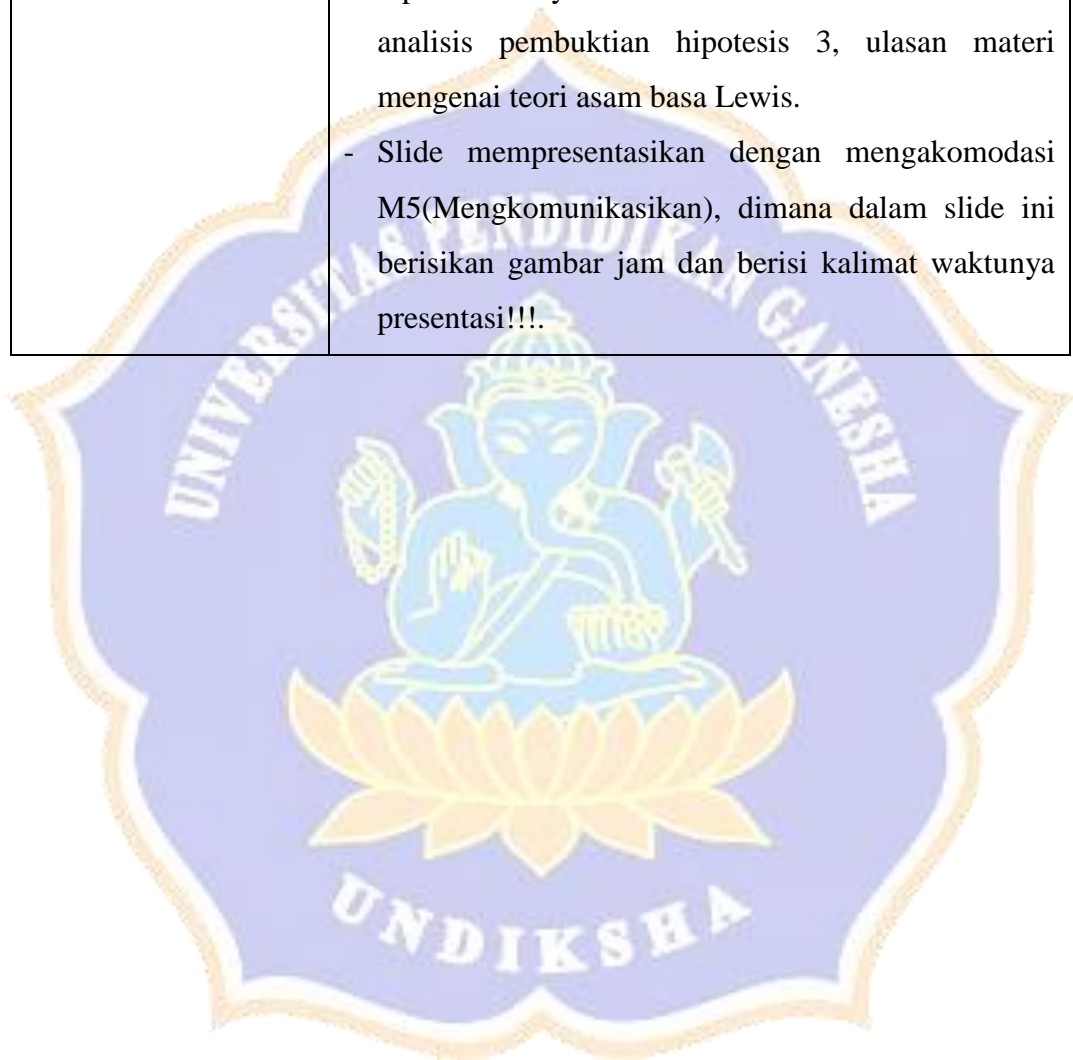 analisis pembuktian hipotesis 3, ulasan materi
mengenai teori asam basa Lewis.
- Slide mempresentasikan dengan mengakomodasi
M5(Mengkomunikasikan), dimana dalam slide ini
berisikan gambar jam dan berisi kalimat waktunya
presentasi!!!.
UNIVERSITAS PENDIDIKAN GANESHA
UNDIKSHA